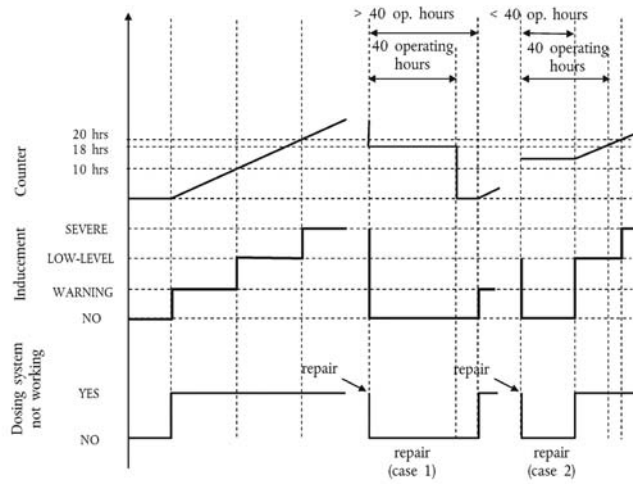 > 40 op. hours
< 40 op. hours
40 operating
hours
40 operating
hours
20 hrs
18 hrs
10 hrs
Counter
SEVERE
LOW-LEVEL
WARNING
NO
Inducement
Dosing system
not working
YES
NO
repair
repair
repair
(case 1)
repair
(case 2)